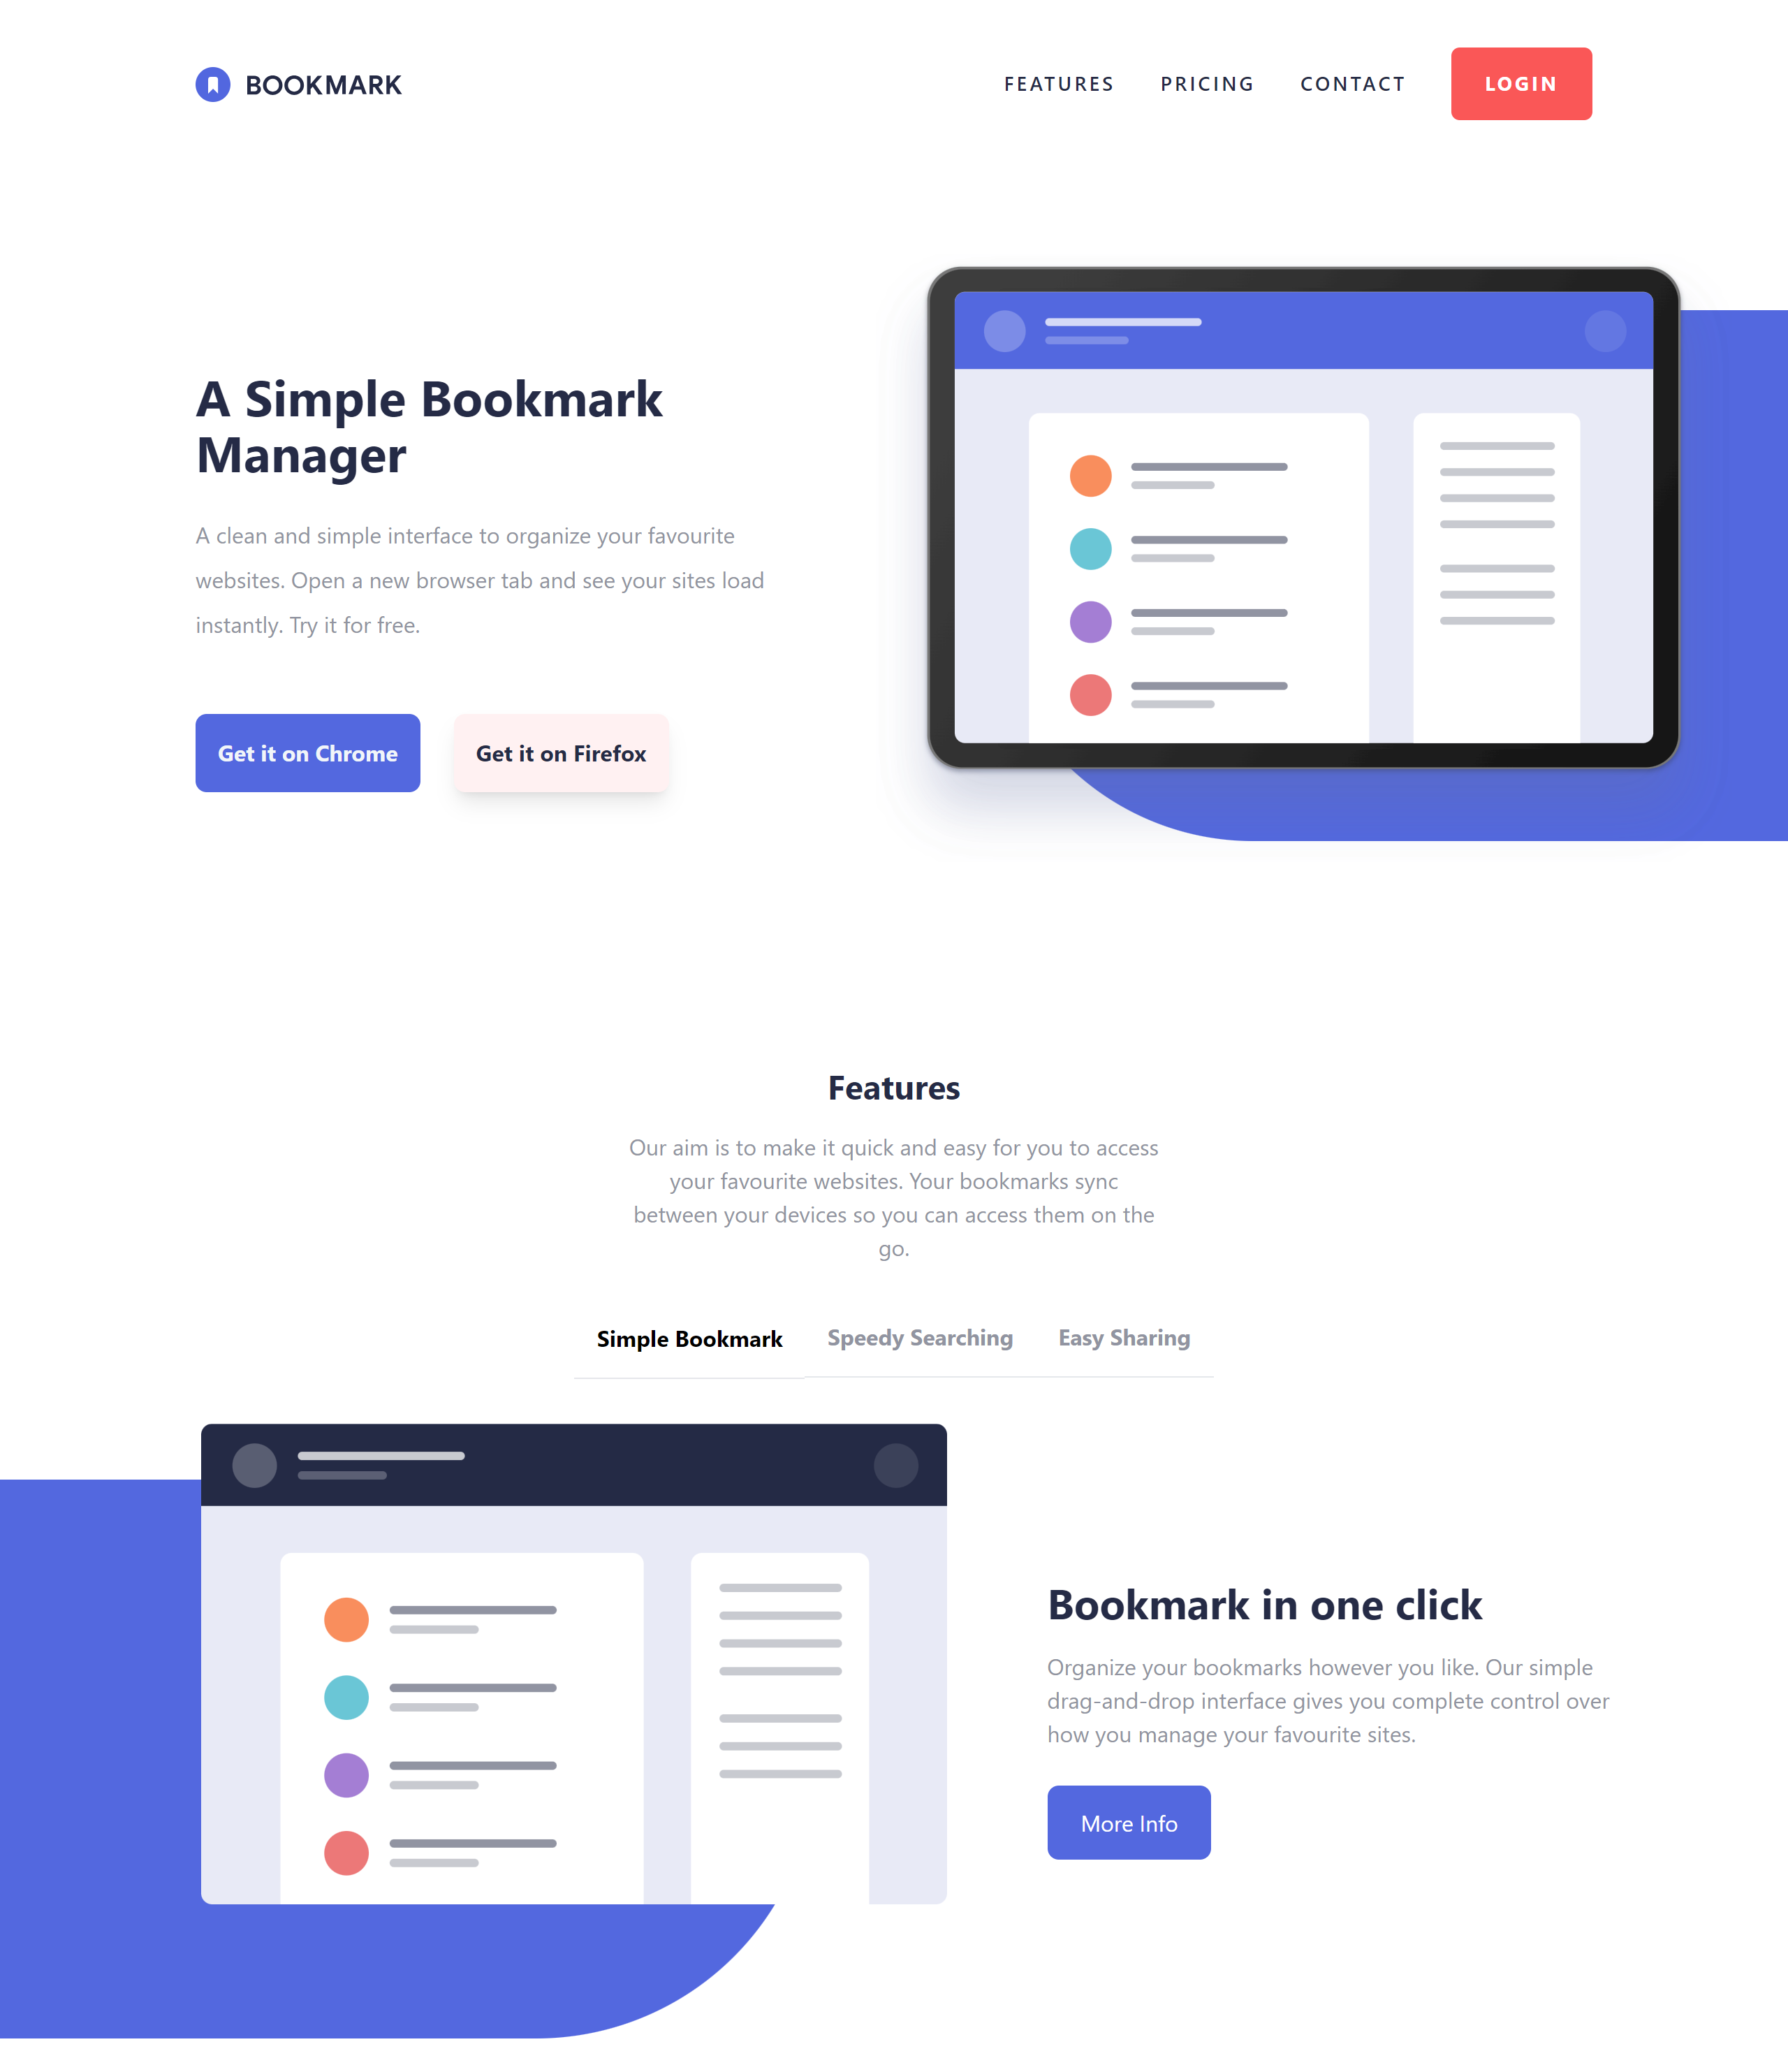 BOOKMARK
FEATURES PRICING CONTACT LOGIN
A Simple Bookmark
Manager
A clean and simple interface to organize your favourite
websites. Open a new browser tab and see your sites load
instantly. Try it for free.
Get it on Chrome Get it on Firefox
Features
Our aim is to make it quick and easy for you to access
your favourite websites. Your bookmarks sync
between your devices so you can access them on the
go.
Simple Bookmark Speedy Searching Easy Sharing
Bookmark in one click
Organize your bookmarks however you like. Our simple
drag-and-drop interface gives you complete control over
how you manage your favourite sites.
More Info